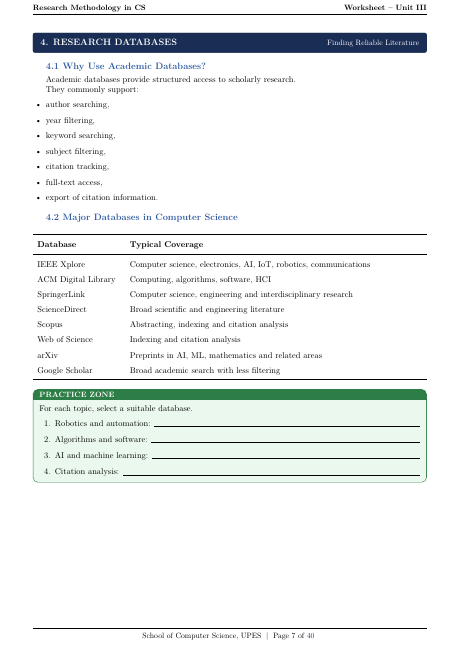 Research Methodology in CS Worksheet – Unit III
4. RESEARCH DATABASES Finding Reliable Literature
4.1 Why Use Academic Databases?
Academic databases provide structured access to scholarly research.
They commonly support:
• author searching,
• year filtering,
• keyword searching,
• subject filtering,
• citation tracking,
• full-text access,
• export of citation information.
4.2 Major Databases in Computer Science
Database Typical Coverage
IEEE Xplore Computer science, electronics, AI, IoT, robotics, communications
ACM Digital Library Computing, algorithms, software, HCI
SpringerLink Computer science, engineering and interdisciplinary research
ScienceDirect Broad scientific and engineering literature
Scopus Abstracting, indexing and citation analysis
Web of Science Indexing and citation analysis
arXiv Preprints in AI, ML, mathematics and related areas
Google Scholar Broad academic search with less filtering
PRACTICE ZONE
For each topic, select a suitable database.
1. Robotics and automation:
2. Algorithms and software:
3. AI and machine learning:
4. Citation analysis:
School of Computer Science, UPES | Page 7 of 40